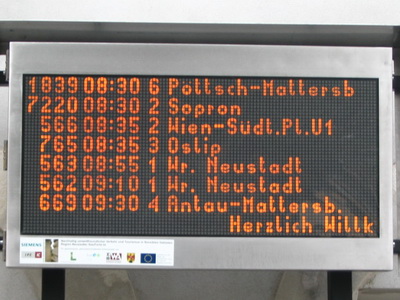 1839 08:30 6 Pöttsch-Mattersb
7220 08:30 2 Sopron
566 08:35 2 Wien-Südt.Pl.U1
765 08:35 3 Oslip
563 08:55 1 Wr. Neustadt
562 09:10 1 Wr. Neustadt
669 09:30 4 Antau-Mattersb.
Herzlich Willk
SIEMENS